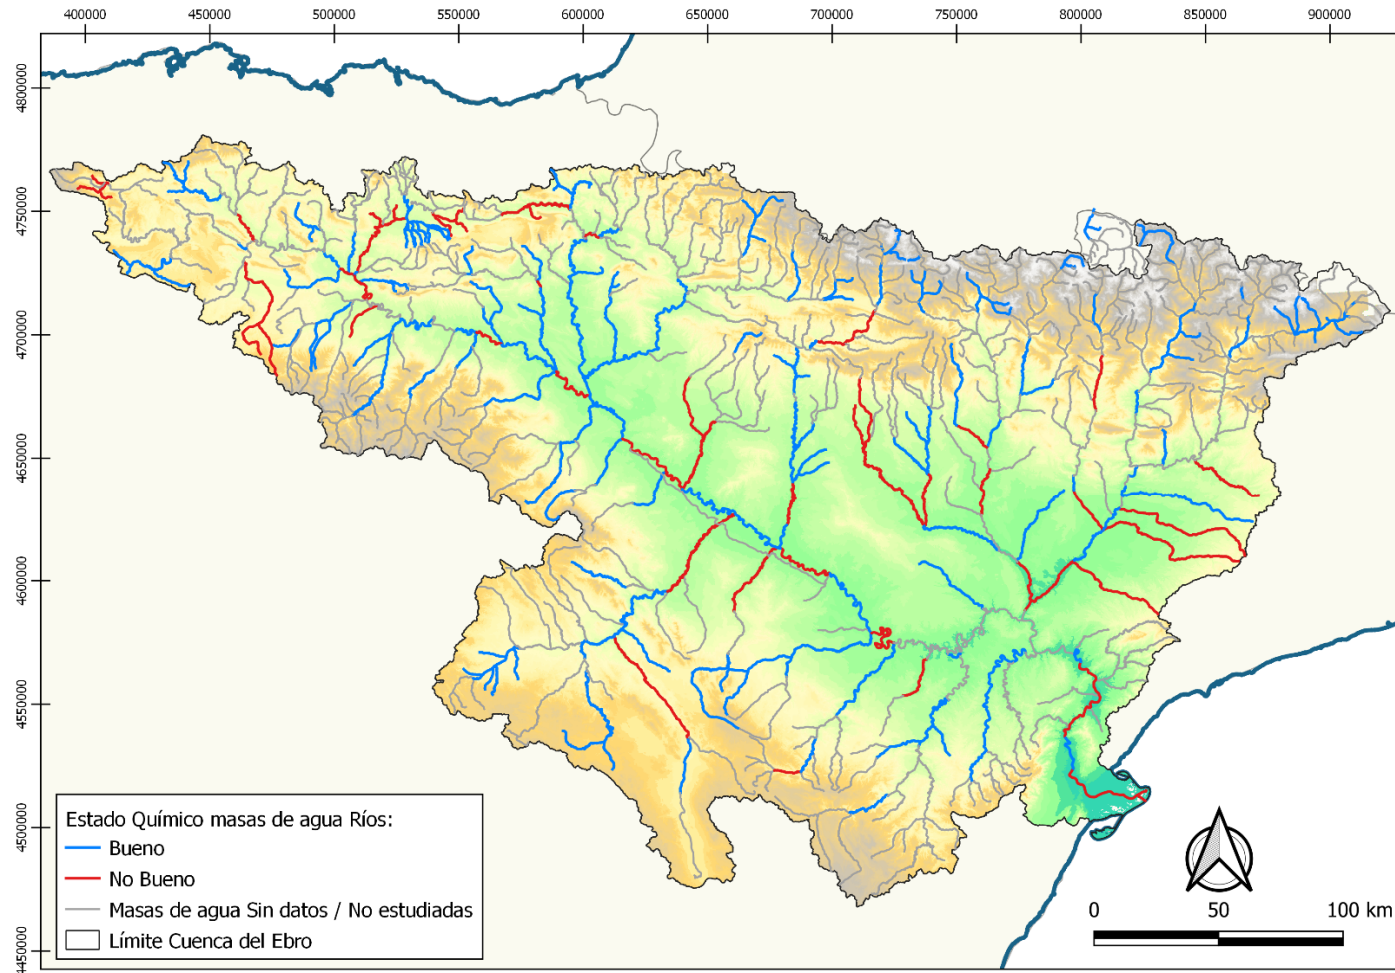 400000 450000 500000 550000 600000 650000 700000 750000 800000 850000 900000
4800000
4750000
4700000
4650000
4600000
4550000
4500000
4450000
Estado Químico masas de agua Ríos:
Bueno
No Bueno
Masas de agua Sin datos / No estudiadas
Límite Cuenca del Ebro
0 50 100 km